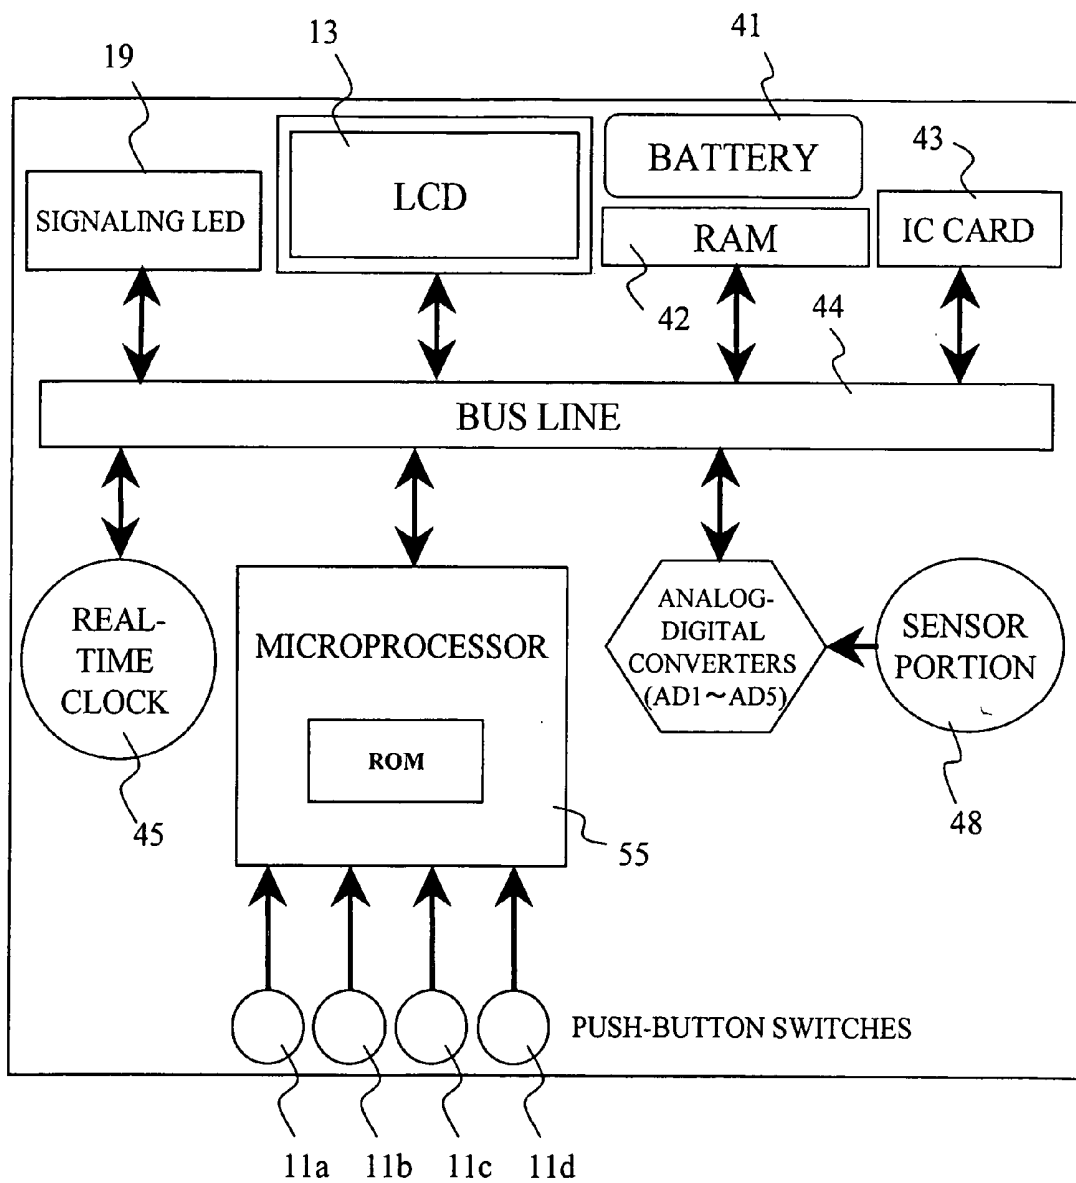 19
13
41
43
SIGNALING LED
LCD
BATTERY
RAM
IC CARD
42
44
BUS LINE
REAL-
TIME
CLOCK
MICROPROCESSOR
ROM
ANALOG-
DIGITAL
CONVERTERS
(AD1～AD5)
SENSOR
PORTION
45
55
48
PUSH-BUTTON SWITCHES
11a
11b
11c
11d